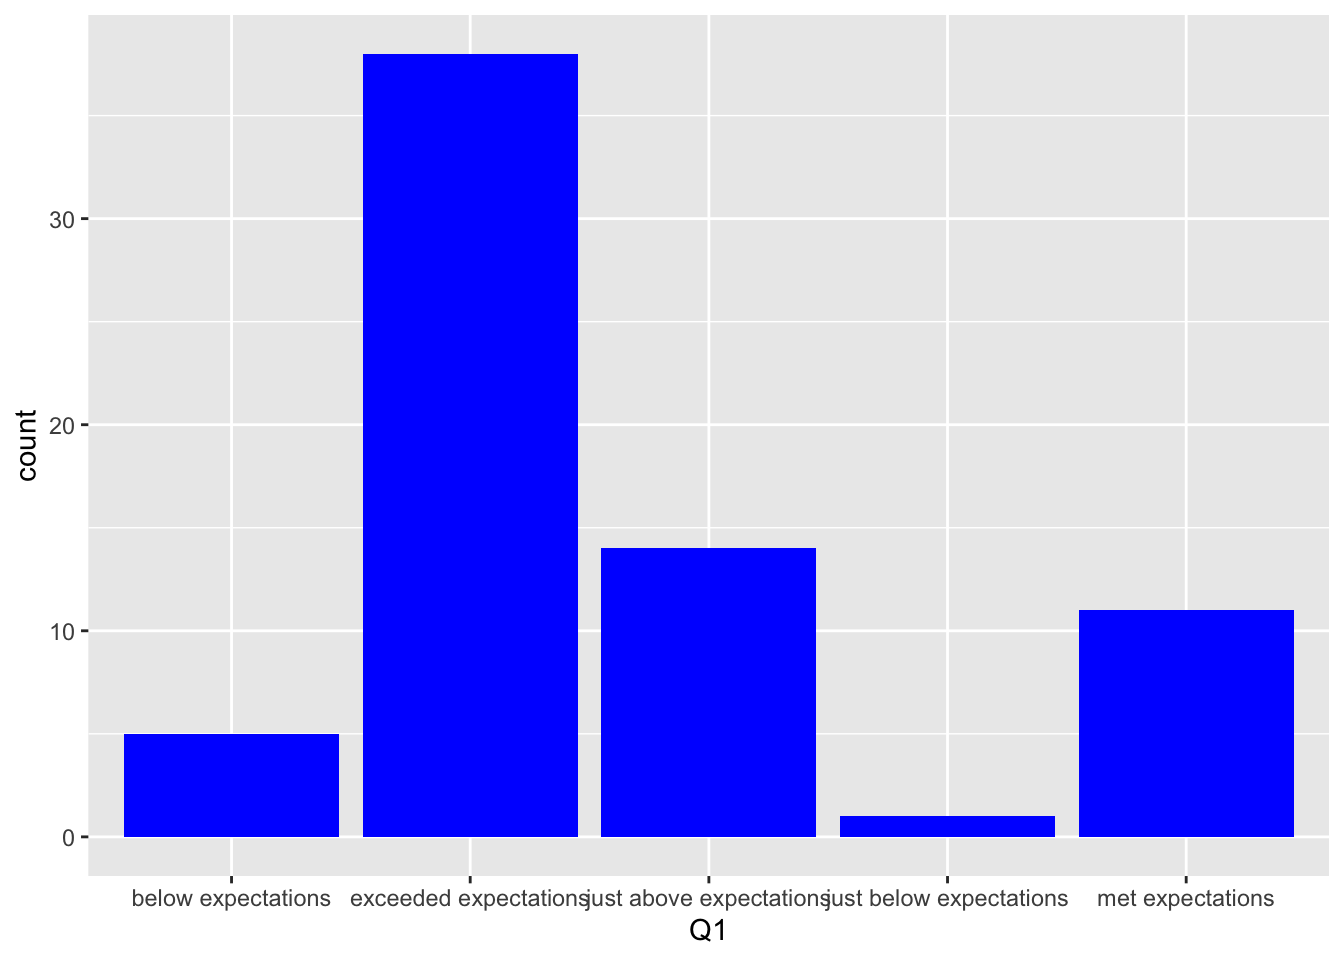 count
30
20
10
0
below expectations
exceeded expectations
just above expectations
just below expectations
met expectations
Q1